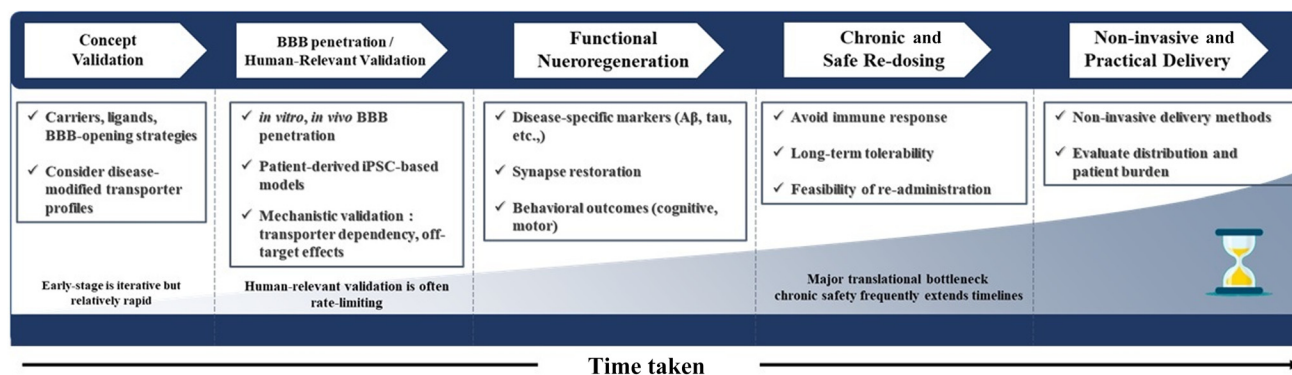 Concept
Validation
BBB penetration /
Human-Relevant Validation
Functional
Nueroregeneration
Chronic and
Safe Re-dosing
Non-invasive and
Practical Delivery
✓ Carriers, ligands,
BBB-opening strategies
✓ Consider disease-
modified transporter
profiles
✓ in vitro, in vivo BBB
penetration
✓ Patient-derived iPSC-based
models
✓ Mechanistic validation :
transporter dependency, off-
target effects
✓ Disease-specific markers (Aβ, tau,
etc.,)
✓ Synapse restoration
✓ Behavioral outcomes (cognitive,
motor)
✓ Avoid immune response
✓ Long-term tolerability
✓ Feasibility of re-administration
✓ Non-invasive delivery methods
✓ Evaluate distribution and
patient burden
Early-stage is iterative but
relatively rapid
Human-relevant validation is often
rate-limiting
Major translational bottleneck
chronic safety frequently extends timelines
Time taken